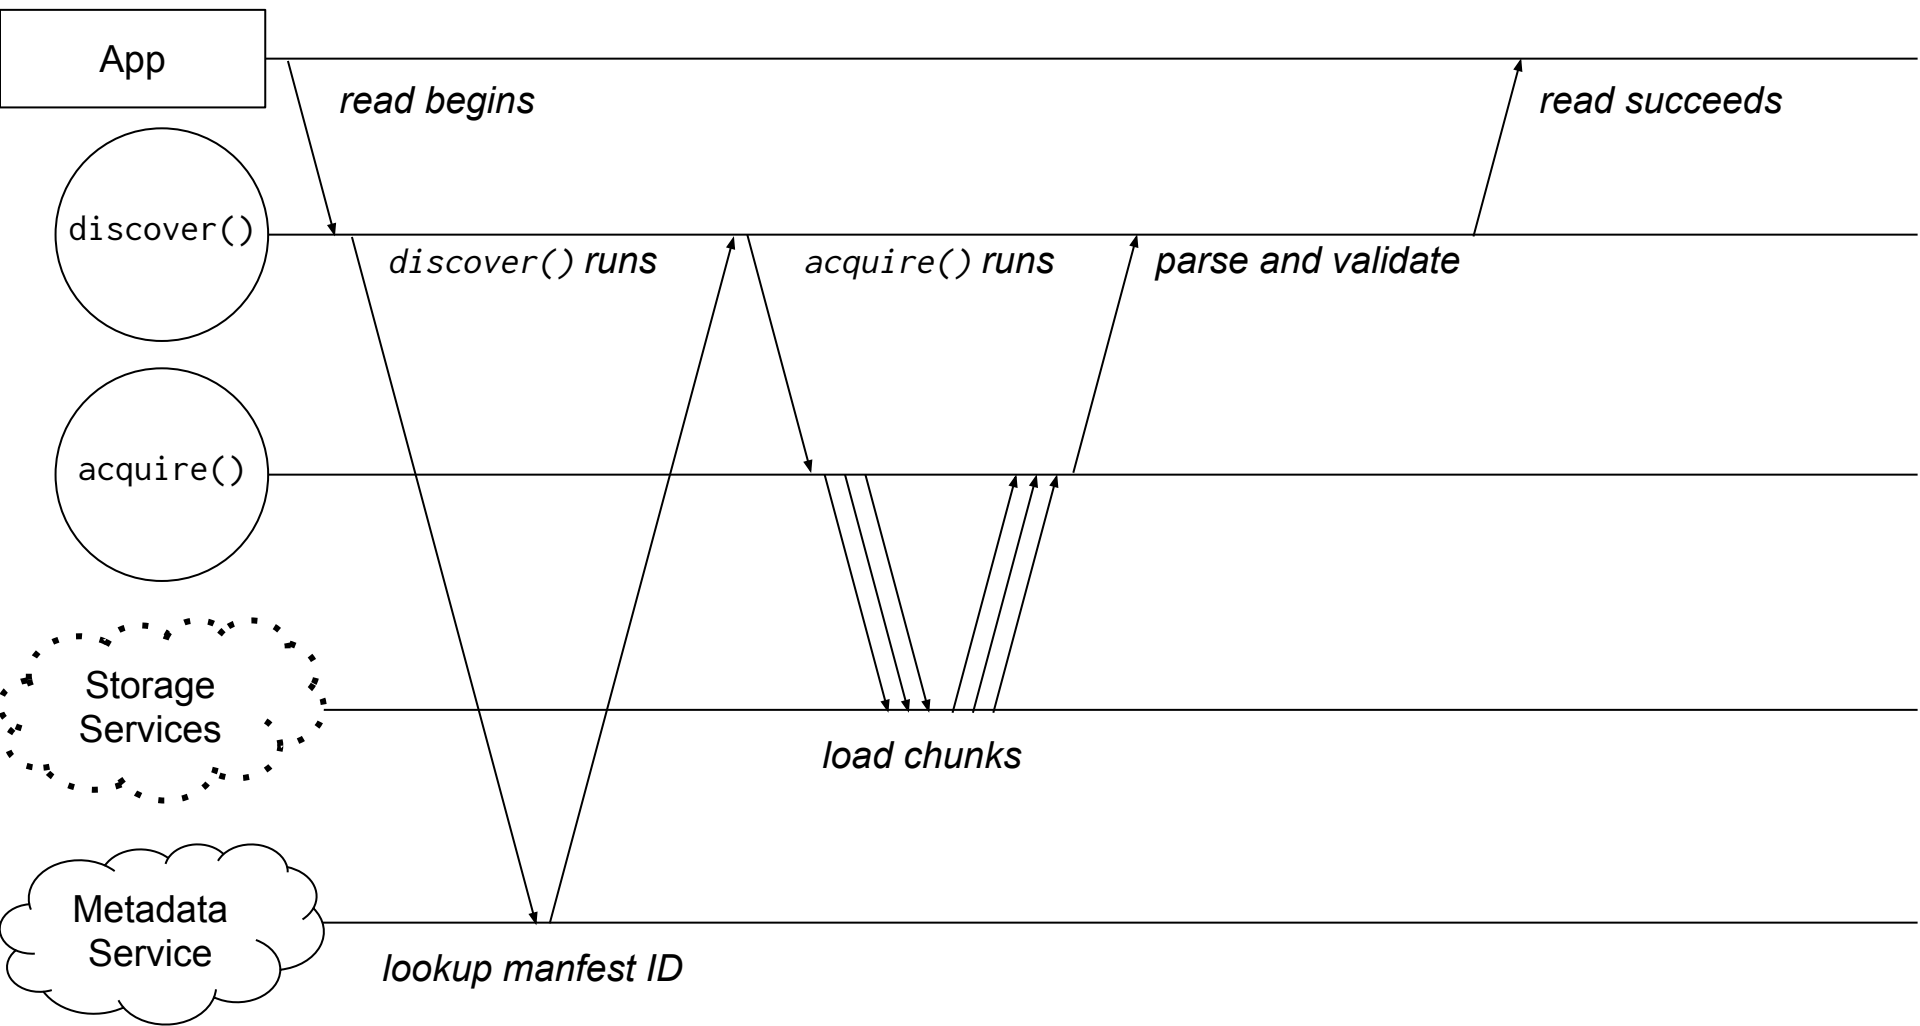 App
read begins
read succeeds
discover()
discover() runs
acquire() runs
parse and validate
acquire()
Storage
Services
load chunks
Metadata
Service
lookup manfest ID